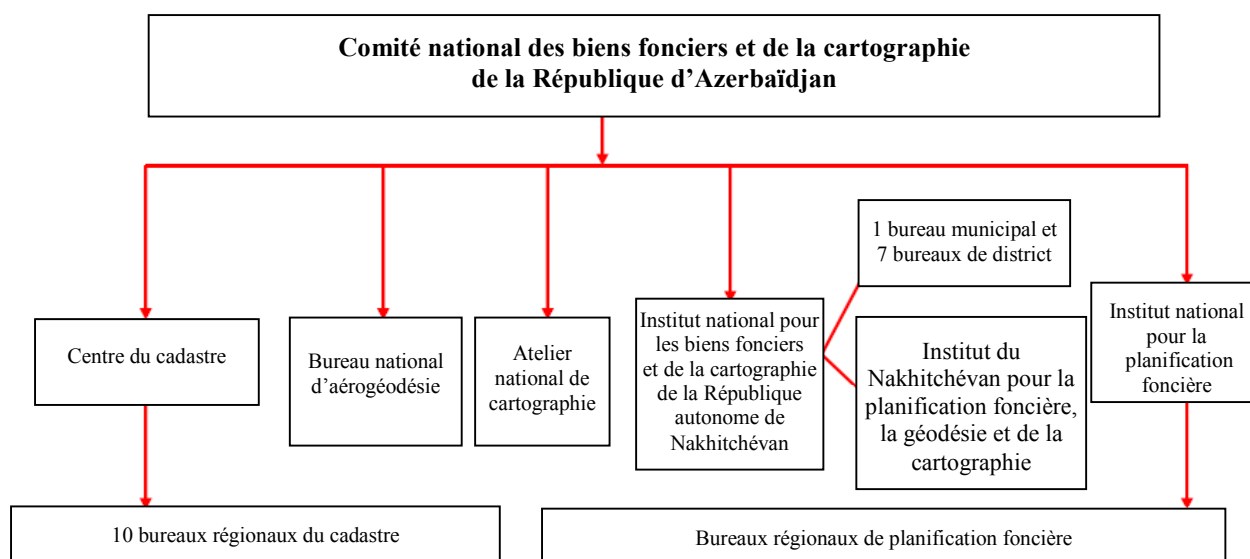 Comité national des biens fonciers et de la cartographie
de la République d'Azerbaïdjan
1 bureau municipal et
7 bureaux de district
Centre du cadastre
Bureau national
d'aérogéodésie
Atelier
national de
cartographie
Institut national pour
les biens fonciers
et de la cartographie
de la République
autonome de
Nakhitchévan
Institut du
Nakhitchévan pour la
planification foncière,
la géodésie et de la
cartographie
Institut national
pour la
planification
foncière
10 bureaux régionaux du cadastre
Bureaux régionaux de planification foncière